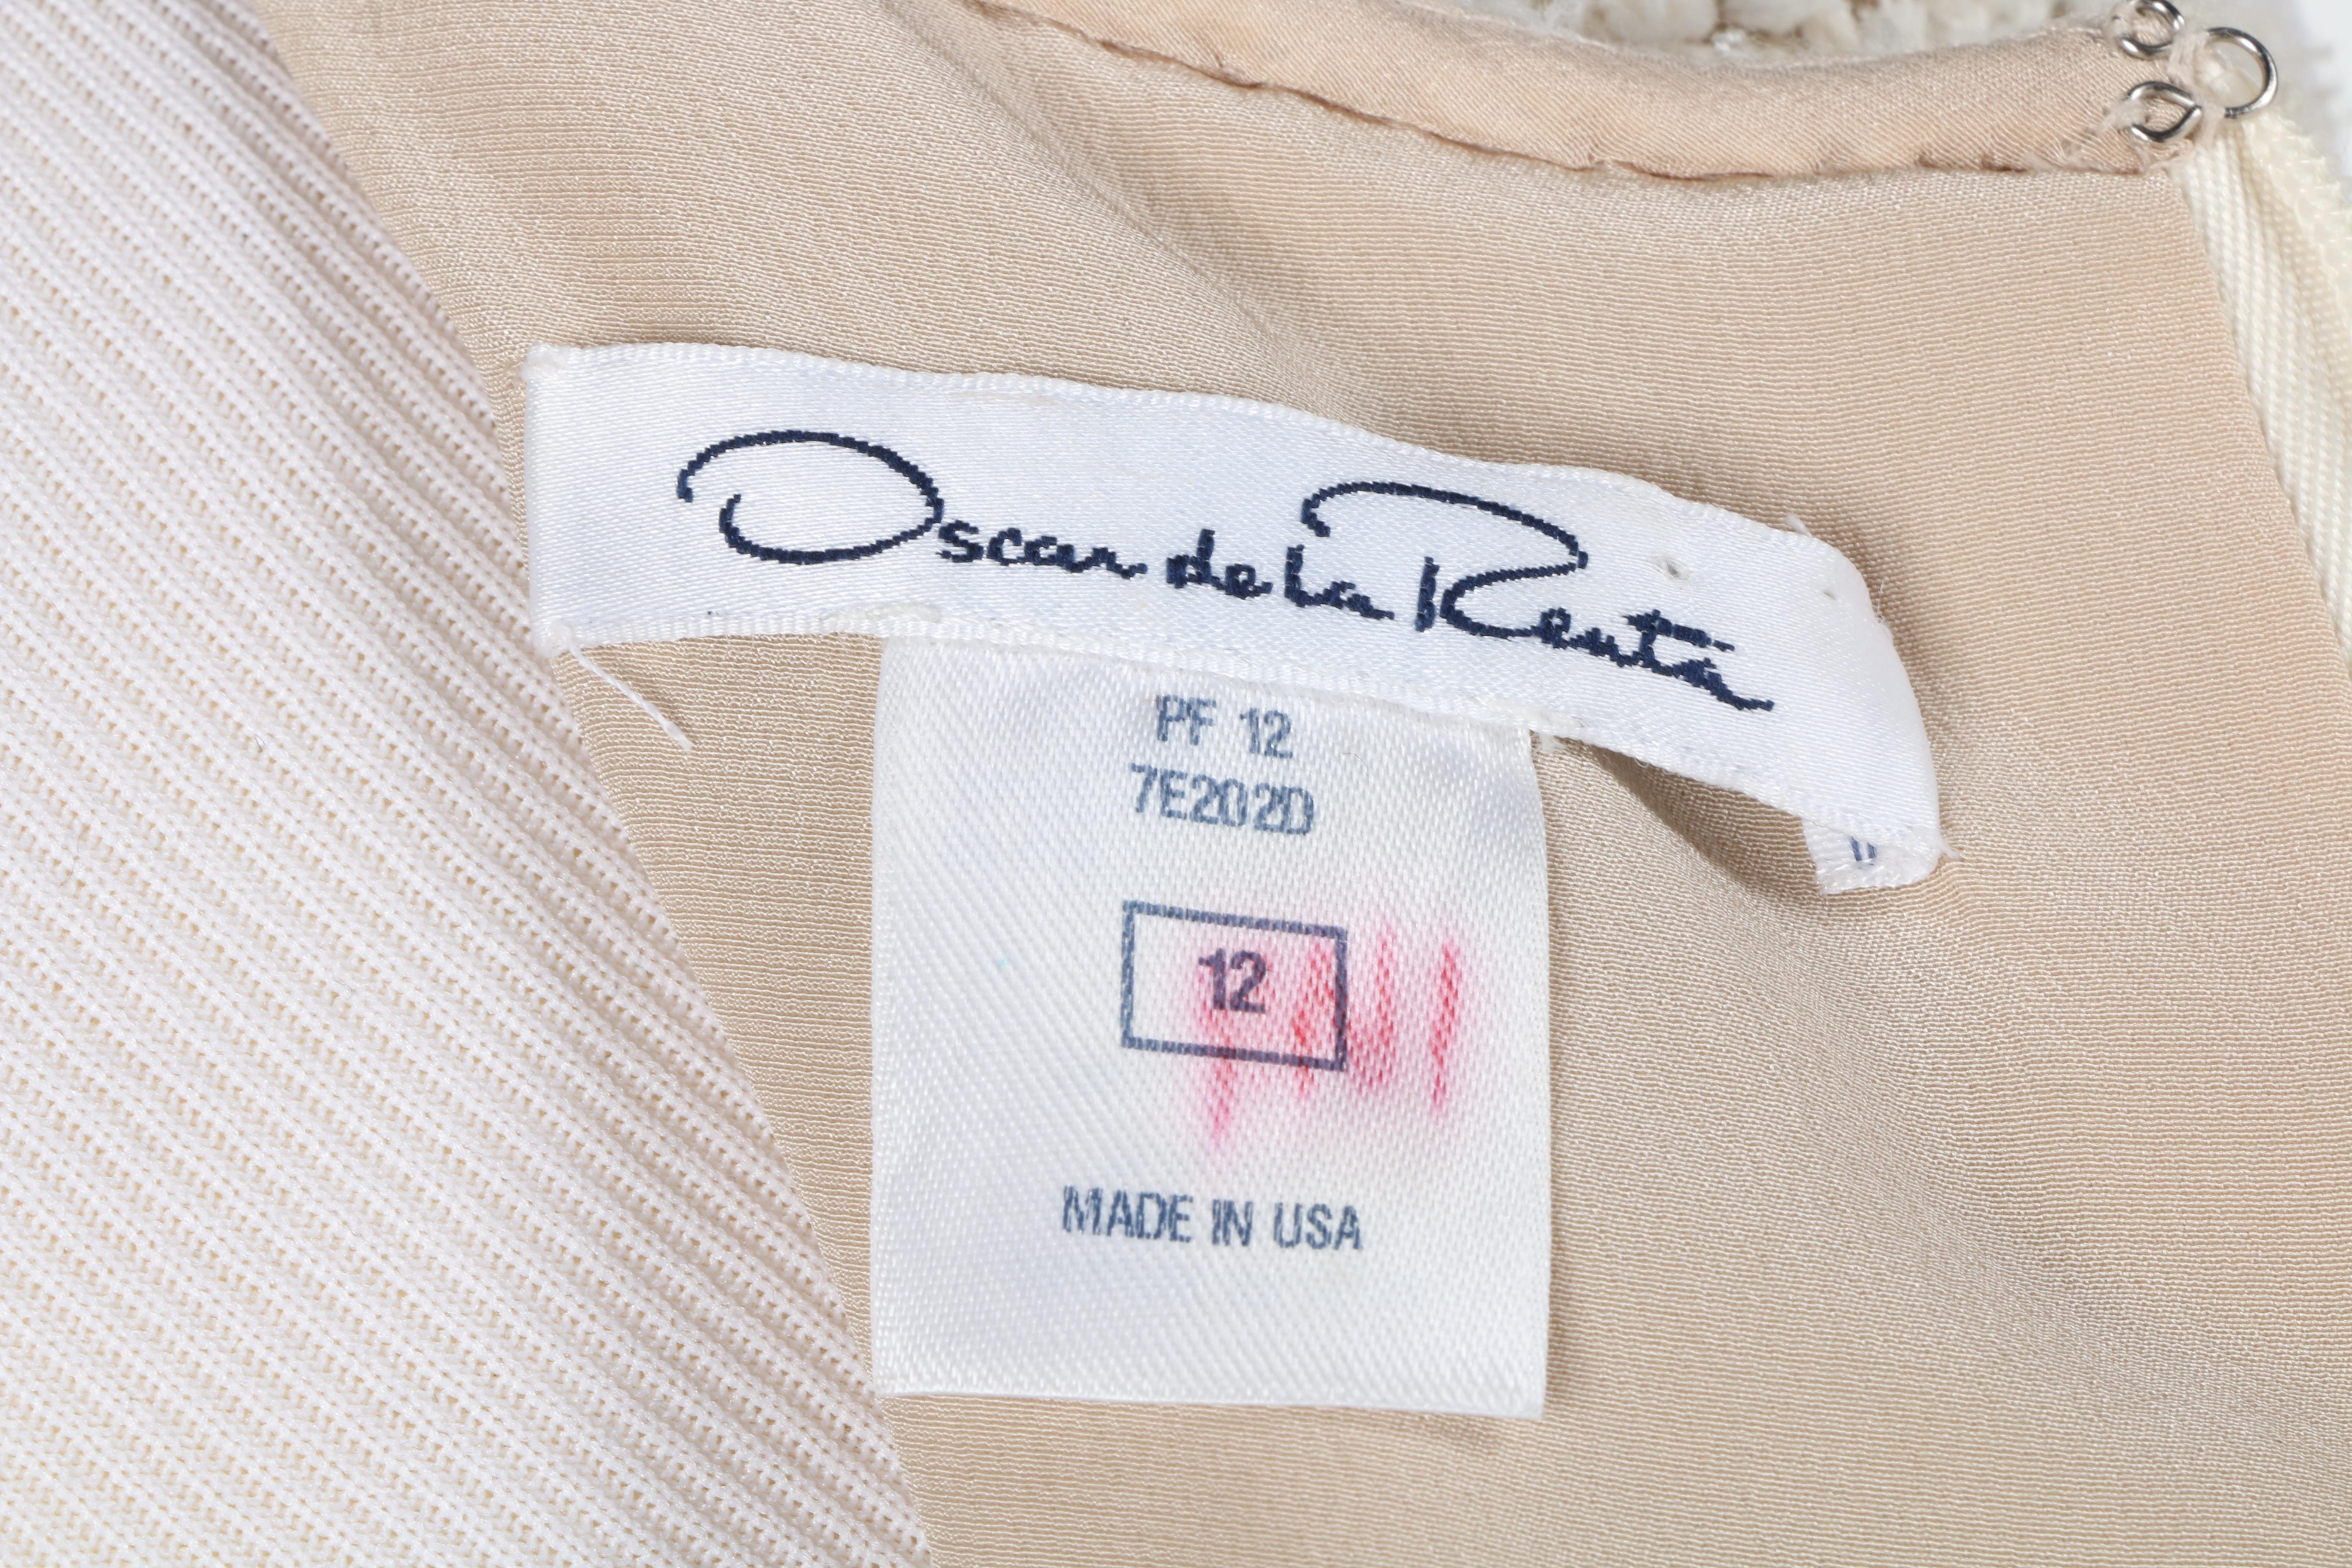 Oscar de la Renta
PF 12
7E202D
12
MADE IN USA